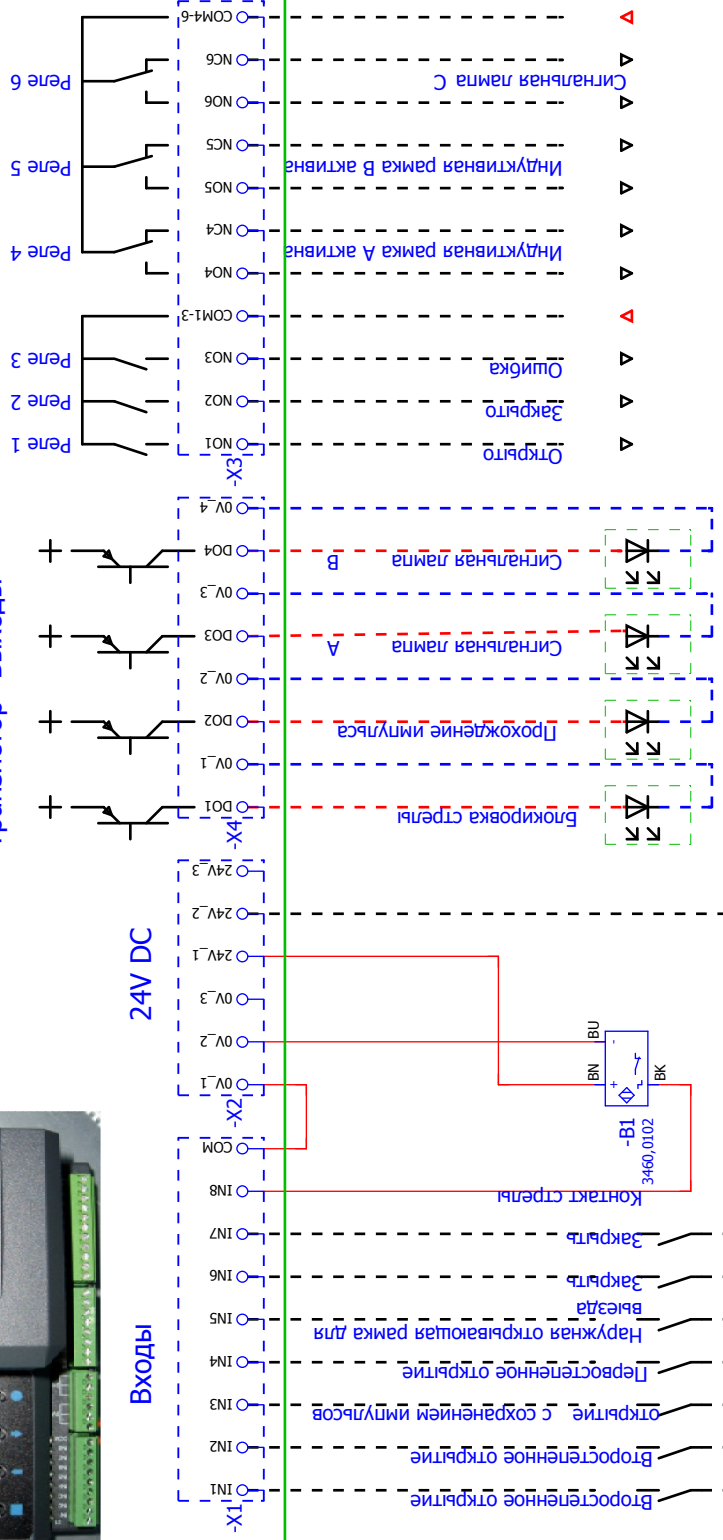 COM4-6
NC6
NO6
Реле 6
Сигнальная лампа C
NC5
NO5
Реле 5
Индуктивная рамка B активна
NC4
NO4
Реле 4
Индуктивная рамка A активна
COM1-3
NO3
Реле 3
Ошибка
NO2
Реле 2
Закрыто
NO1
Реле 1
Открыто
-X3
0V_4
DO4
Сигнальная лампа B
0V_3
DO3
Сигнальная лампа A
0V_2
DO2
Прохождение импульса
0V_1
DO1
Блокировка стрелы
-X4
24V DC
24V_3
24V_2
24V_1
0V_3
0V_2
0V_1
-X2
BU
BN
BK
-
+
-B1
3460,0102
Входы
COM
IN8
Контакт стрелы
IN7
Закрыть
IN6
Закрыть
IN5
Наружная открывающая рамка для
выезда
IN4
Первостепенное открытие
IN3
открытие с сохранением импульсов
IN2
Второстепенное открытие
IN1
Второстепенное открытие
-X1